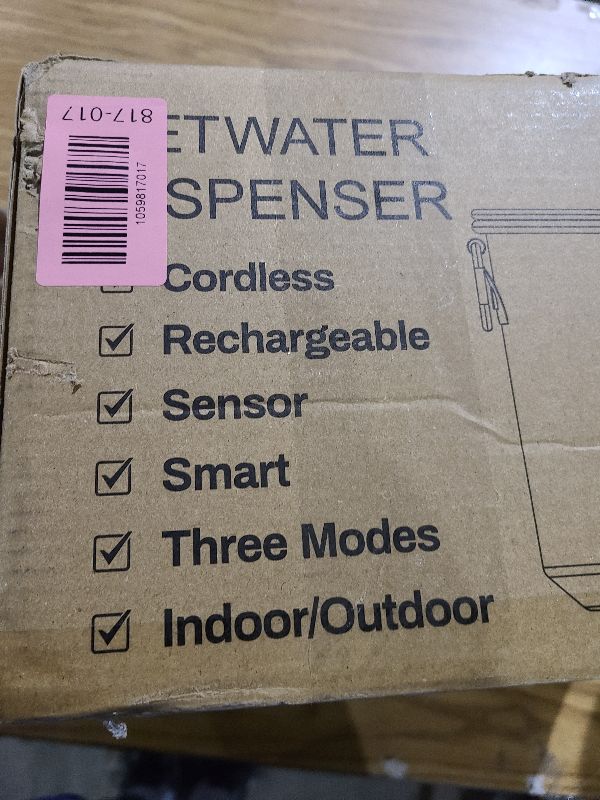 817-017
1059817017
ETWATER
SPENSER
Cordless
Rechargeable
Sensor
Smart
Three Modes
Indoor/Outdoor